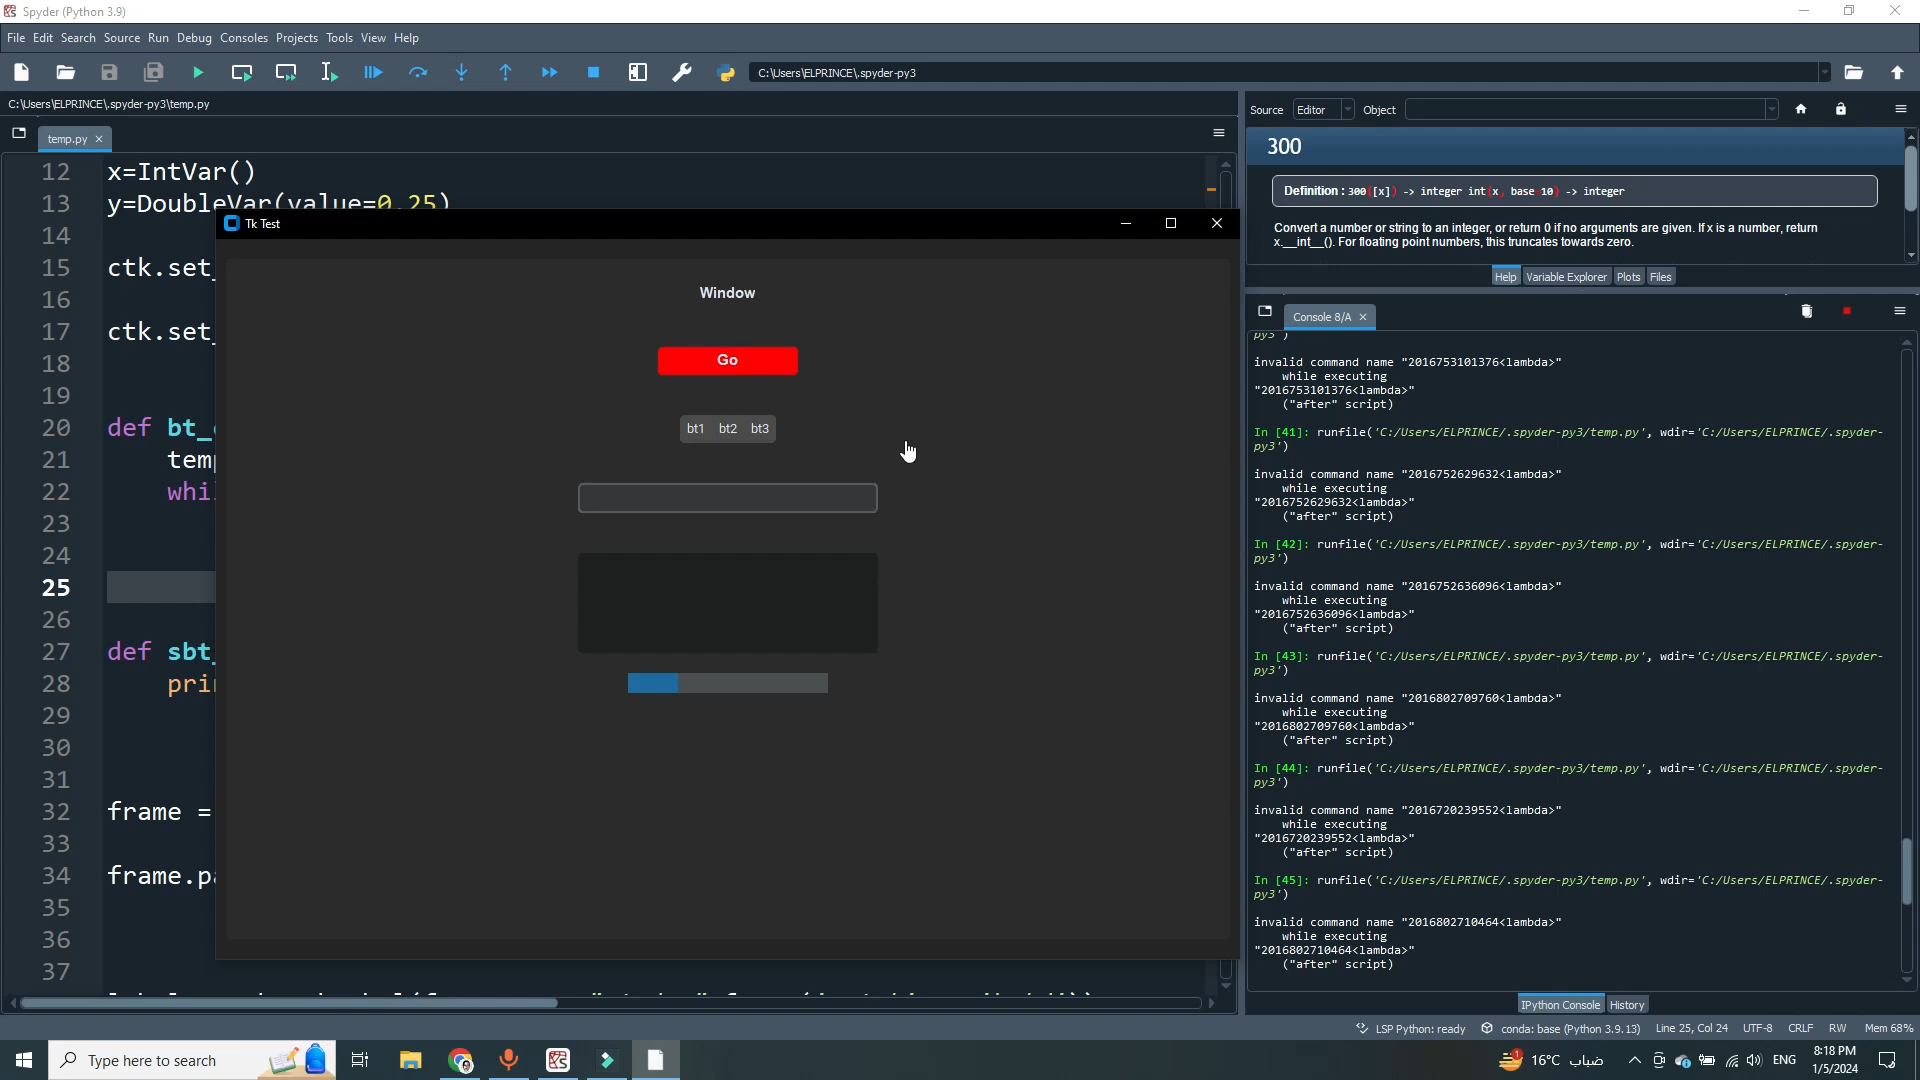 Spyder (Python 3.9)
File Edit Search Source Run Debug Consoles Projects Tools View Help
C:\Users\ELPRINCE\.spyder-py3
C:\Users\ELPRINCE\.spyder-py3\temp.py
temp.py
12 x=IntVar()
13 y=DoubleVar(value=0.25)
14
15 ctk.set_
16
17 ctk.set_
18
19
20 def bt_
21 temp
22 whil
23
24
25
26
27 def sbt_
28 prin
29
30
31
32 frame =
33
34 frame.pa
35
36
37
Tk Test
Window
Go
bt1 bt2 bt3
Source Editor Object
300
Definition : 300([x]) -> integer int(x, base=10) -> integer
Convert a number or string to an integer, or return 0 if no arguments are given. If x is a number, return
x.__int__(). For floating point numbers, this truncates towards zero.
Help Variable Explorer Plots Files
Console 8/A
py3')
invalid command name "2016753101376<lambda>"
while executing
"2016753101376<lambda>"
("after" script)
In [41]: runfile('C:/Users/ELPRINCE/.spyder-py3/temp.py', wdir='C:/Users/ELPRINCE/.spyder-
py3')
invalid command name "2016752629632<lambda>"
while executing
"2016752629632<lambda>"
("after" script)
In [42]: runfile('C:/Users/ELPRINCE/.spyder-py3/temp.py', wdir='C:/Users/ELPRINCE/.spyder-
py3')
invalid command name "2016752636096<lambda>"
while executing
"2016752636096<lambda>"
("after" script)
In [43]: runfile('C:/Users/ELPRINCE/.spyder-py3/temp.py', wdir='C:/Users/ELPRINCE/.spyder-
py3')
invalid command name "2016802709760<lambda>"
while executing
"2016802709760<lambda>"
("after" script)
In [44]: runfile('C:/Users/ELPRINCE/.spyder-py3/temp.py', wdir='C:/Users/ELPRINCE/.spyder-
py3')
invalid command name "2016720239552<lambda>"
while executing
"2016720239552<lambda>"
("after" script)
In [45]: runfile('C:/Users/ELPRINCE/.spyder-py3/temp.py', wdir='C:/Users/ELPRINCE/.spyder-
py3')
invalid command name "2016802710464<lambda>"
while executing
"2016802710464<lambda>"
("after" script)
IPython Console History
LSP Python: ready conda: base (Python 3.9.13) Line 25, Col 24 UTF-8 CRLF RW Mem 68%
Type here to search
1
16°C ضباب
ENG
8:18 PM
1/5/2024